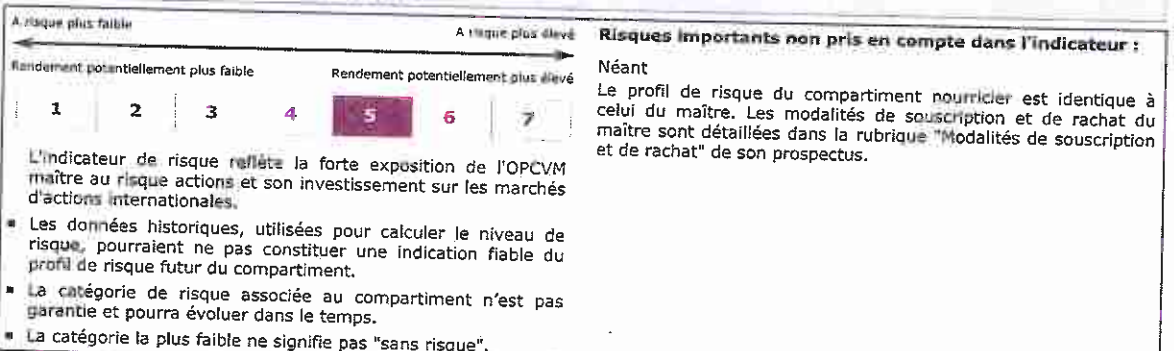 A risque plus faible
A risque plus élevé
Rendement potentiellement plus faible
Rendement potentiellement plus élevé
1 2 3 4 5 6 7
L'indicateur de risque reflète la forte exposition de l'OPCVM
maître au risque actions et son investissement sur les marchés
d'actions internationales.
▪ Les données historiques, utilisées pour calculer le niveau de
risque, pourraient ne pas constituer une indication fiable du
profil de risque futur du compartiment.
▪ La catégorie de risque associée au compartiment n'est pas
garantie et pourra évoluer dans le temps.
▪ La catégorie la plus faible ne signifie pas "sans risque".
Risques importants non pris en compte dans l'indicateur :
Néant
Le profil de risque du compartiment nourricier est identique à
celui du maître. Les modalités de souscription et de rachat du
maître sont détaillées dans la rubrique "Modalités de souscription
et de rachat" de son prospectus.